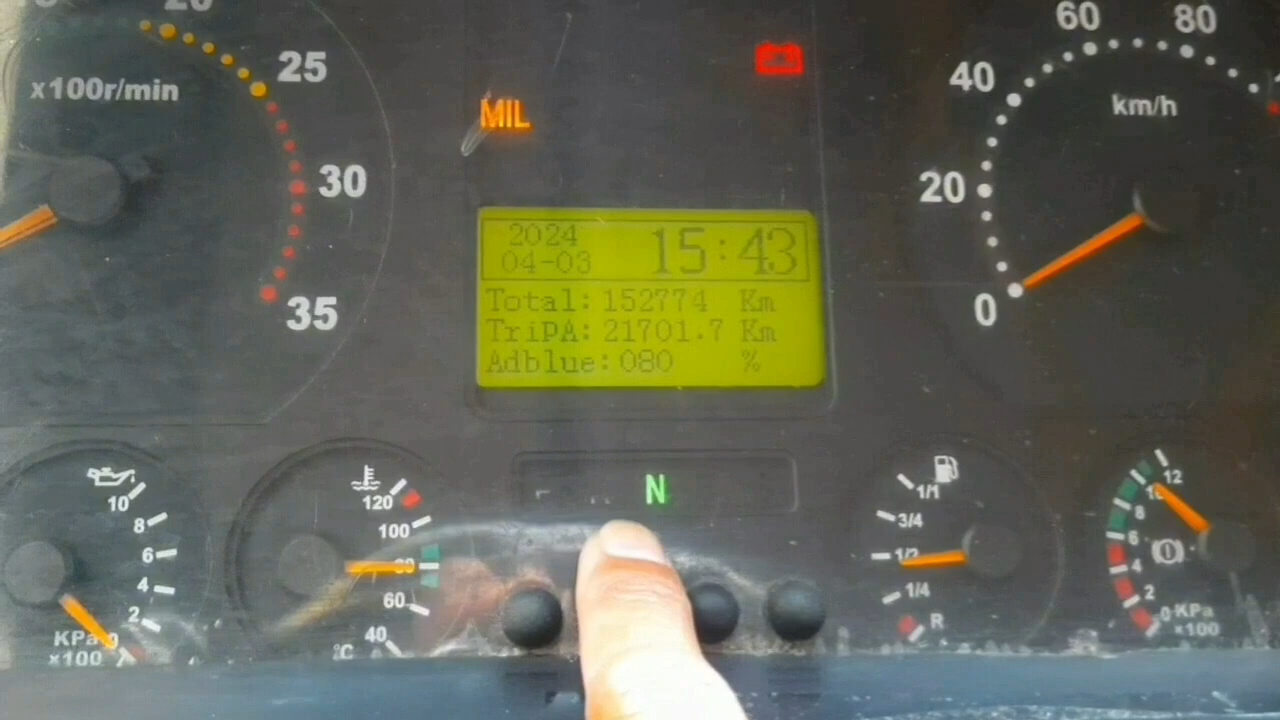 20
25
30
35
x100r/min
MIL
60
80
40
20
0
km/h
2024
04-03
15:43
Total: 152774 Km
TriPA: 21701.7 Km
Adblue: 080 %
N
10
8
6
4
2
KPa
x100
120
100
80
60
40
°C
1/1
3/4
1/2
1/4
R
12
10
8
6
4
2
0
KPa
x100